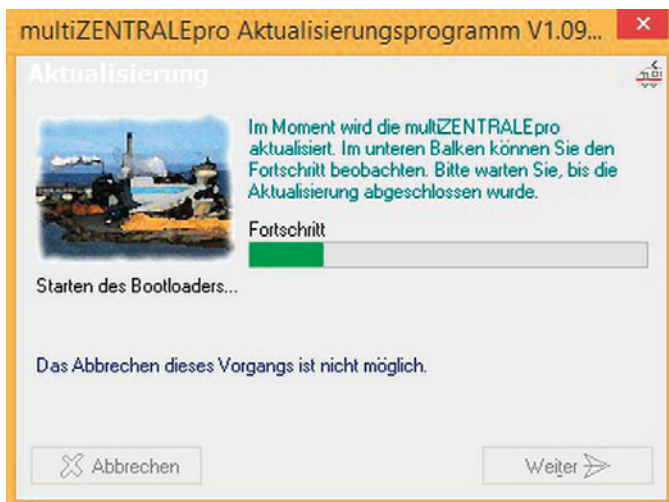 multiZENTRALEpro Aktualisierungsprogramm V1.09...
Aktualisierung
Im Moment wird die multiZENTRALEpro
aktualisiert. Im unteren Balken können Sie den
Fortschritt beobachten. Bitte warten Sie, bis die
Aktualisierung abgeschlossen wurde.
Fortschritt
Starten des Bootloaders...
Das Abbrechen dieses Vorgangs ist nicht möglich.
Abbrechen
Weiter